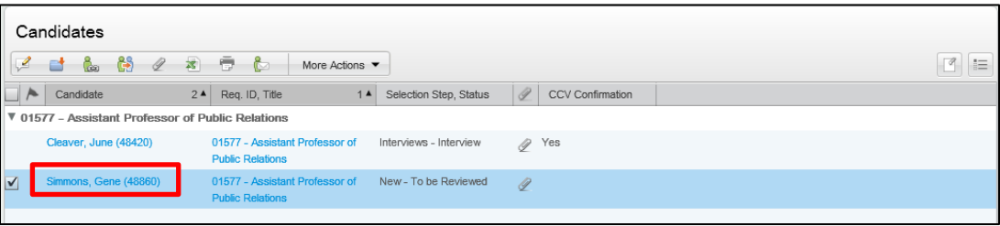 Candidates
More Actions
Candidate 2 Req. ID, Title 1 Selection Step, Status CCV Confirmation
01577 - Assistant Professor of Public Relations
Cleaver, June (48420) 01577 - Assistant Professor of Interviews - Interview Yes
Public Relations
Simmons, Gene (48860) 01577 - Assistant Professor of New - To be Reviewed
Public Relations